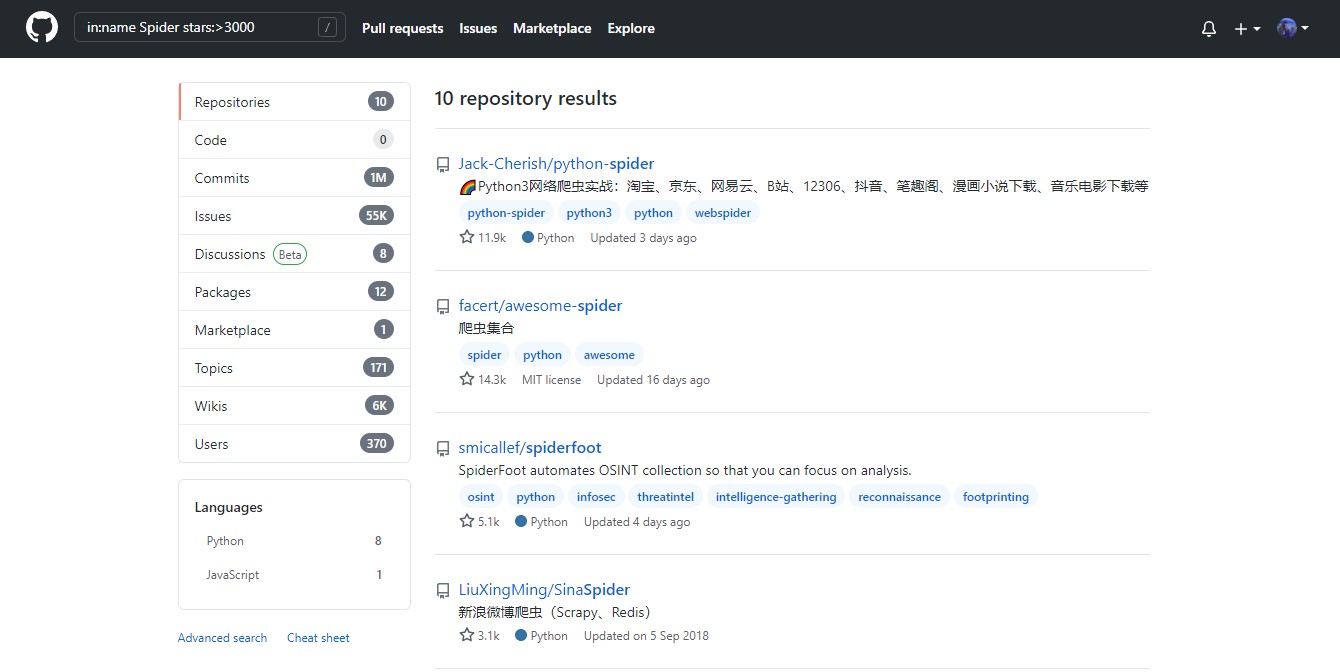 in:name Spider stars:>3000 / Pull requests Issues Marketplace Explore
Repositories 10
Code 0
Commits 1M
Issues 55K
Discussions Beta 8
Packages 12
Marketplace 1
Topics 171
Wikis 6K
Users 370
Languages
Python 8
JavaScript 1
Advanced search Cheat sheet
10 repository results
Jack-Cherish/python-spider
🌈Python3网络爬虫实战：淘宝、京东、网易云、B站、12306、抖音、笔趣阁、漫画小说下载、音乐电影下载等
python-spider python3 python webspider
11.9k Python Updated 3 days ago
facert/awesome-spider
爬虫集合
spider python awesome
14.3k MIT license Updated 16 days ago
smicallef/spiderfoot
SpiderFoot automates OSINT collection so that you can focus on analysis.
osint python infosec threatintel intelligence-gathering reconnaissance footprinting
5.1k Python Updated 4 days ago
LiuXingMing/SinaSpider
新浪微博爬虫（Scrapy、Redis）
3.1k Python Updated on 5 Sep 2018